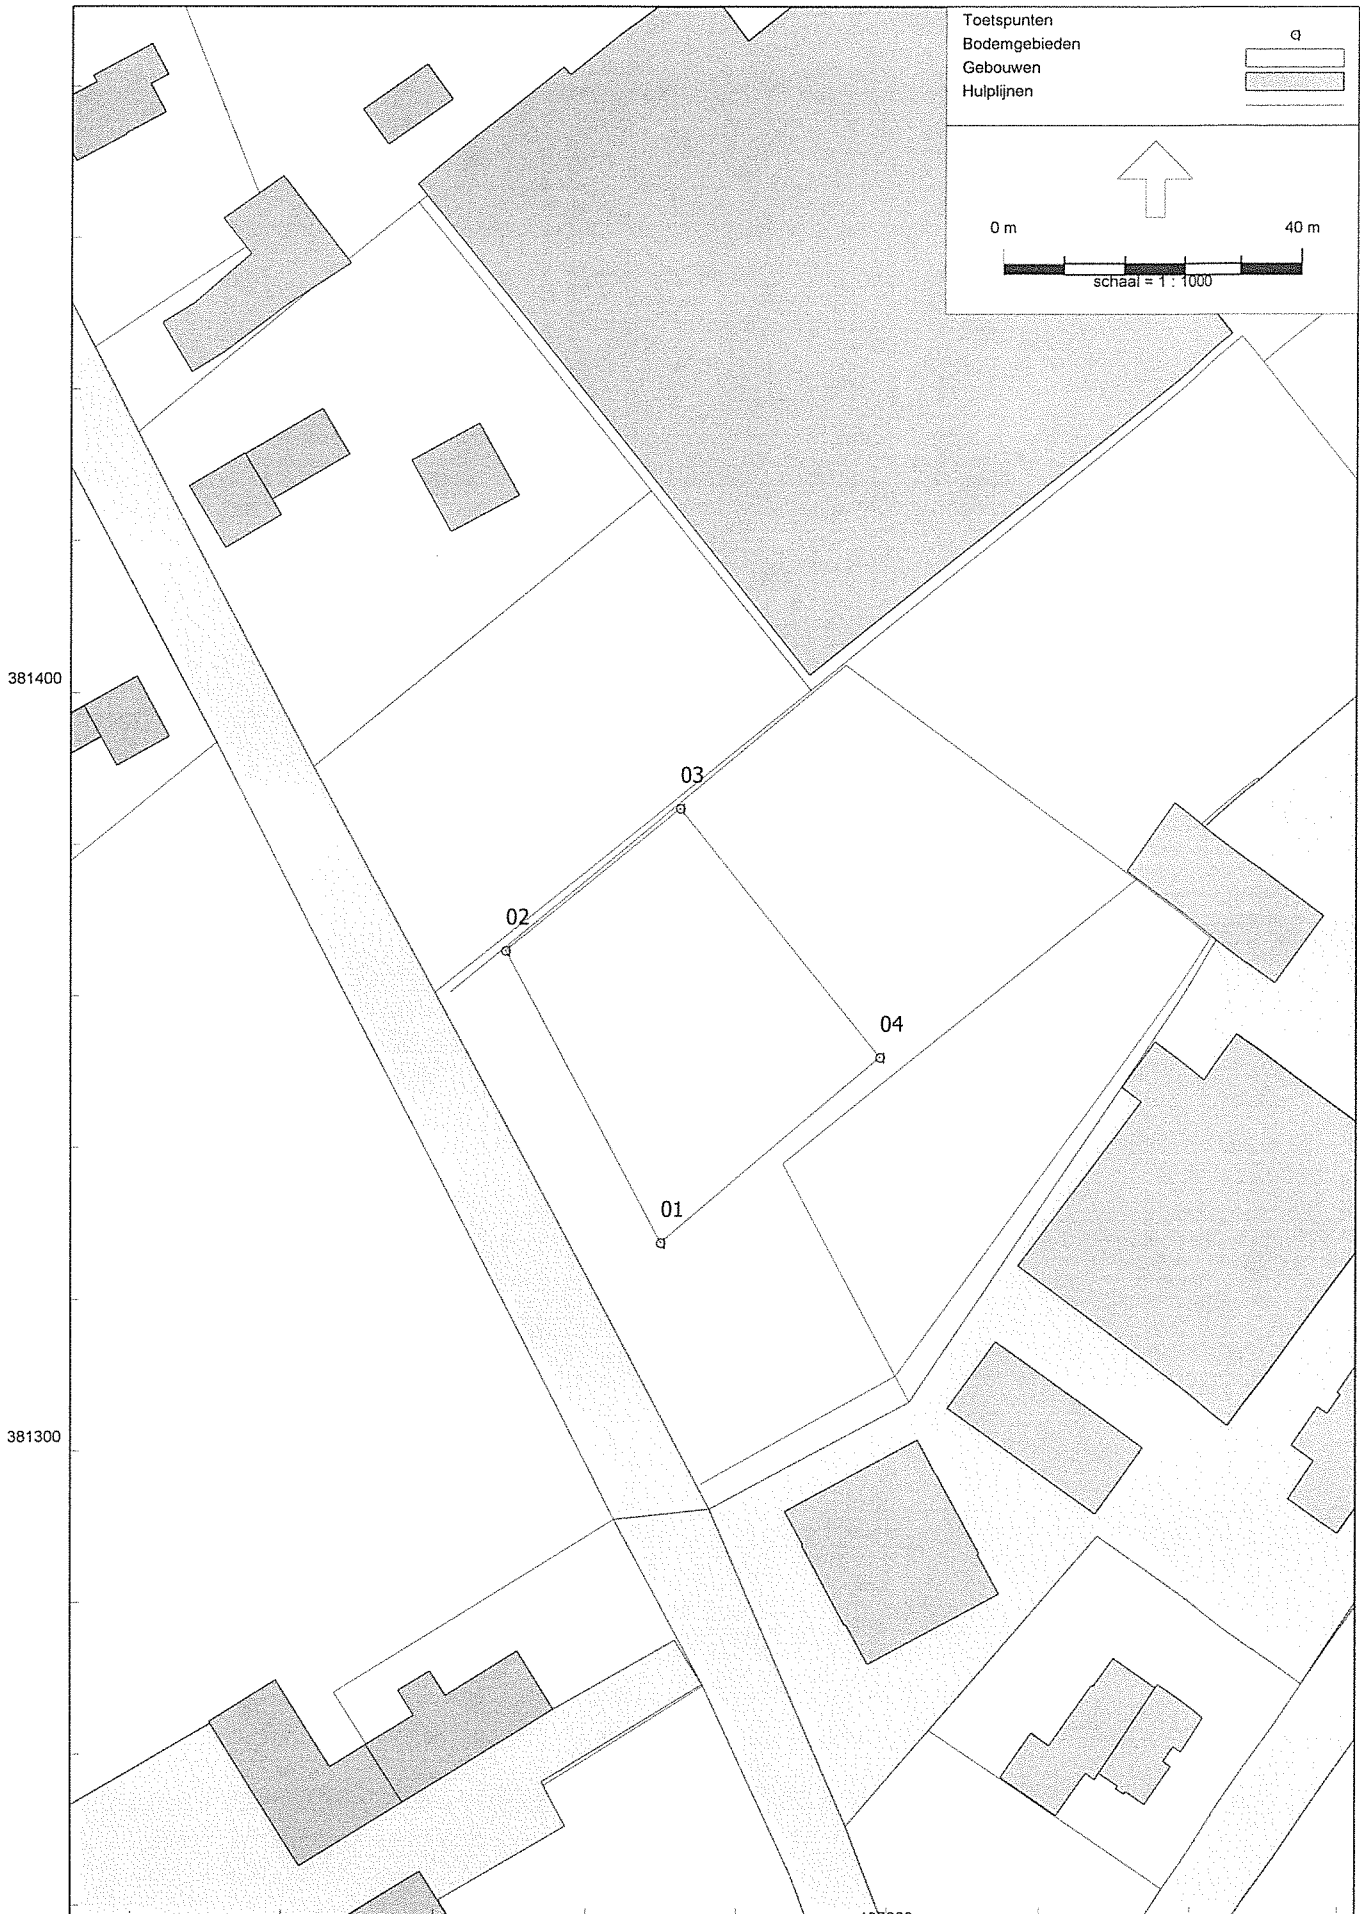 Toetspunten
Bodemgebieden
Gebouwen
Hulplijnen
0 m 40 m
schaal = 1 : 1000
381400
03
02
04
01
381300